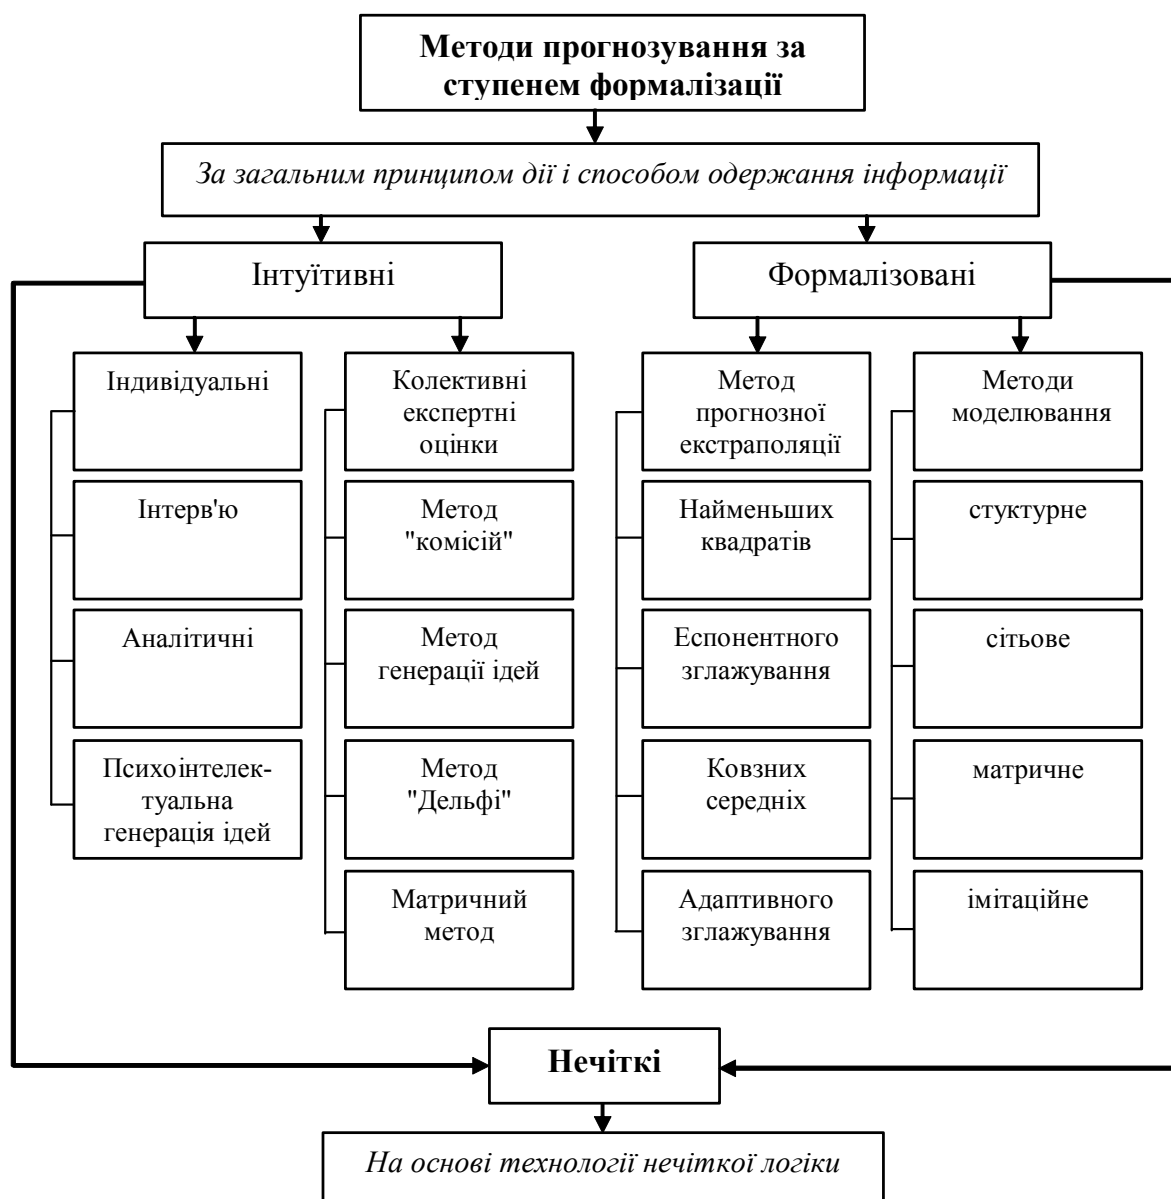 Методи прогнозування за
ступенем формалізації
За загальним принципом дії і способом одержання інформації
Інтуїтивні
Формалізовані
Індивідуальні
Інтерв'ю
Аналітичні
Психоінтелек-
туальна
генерація ідей
Колективні
експертні
оцінки
Метод
"комісій"
Метод
генерації ідей
Метод
"Дельфі"
Матричний
метод
Метод
прогнозної
екстраполяції
Найменьших
квадратів
Еспонентного
зглажування
Ковзних
середніх
Адаптивного
зглажування
Методи
моделювання
стуктурне
сітьове
матричне
імітаційне
Нечіткі
На основі технології нечіткої логіки